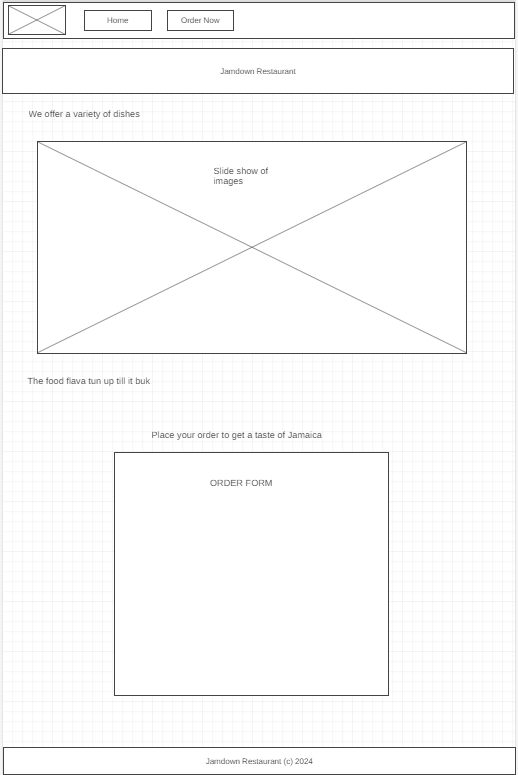 Home
Order Now
Jamdown Restaurant
We offer a variety of dishes
Slide show of
images
The food flava tun up till it buk
Place your order to get a taste of Jamaica
ORDER FORM
Jamdown Restaurant (c) 2024